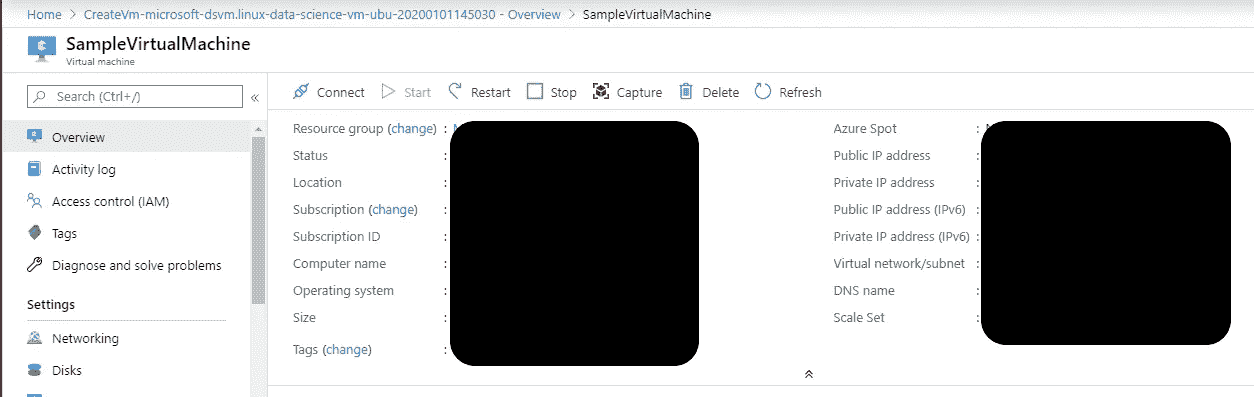 Home > CreateVm-microsoft-dsvm.linux-data-science-vm-ubu-20200101145030 - Overview > SampleVirtualMachine
SampleVirtualMachine
Virtual machine
Search (Ctrl+/) «
Connect Start Restart Stop Capture Delete Refresh
Overview
Activity log
Access control (IAM)
Tags
Diagnose and solve problems
Settings
Networking
Disks
Resource group (change) :
Status :
Location :
Subscription (change) :
Subscription ID :
Computer name :
Operating system :
Size :
Tags (change) :
Azure Spot :
Public IP address :
Private IP address :
Public IP address (IPv6) :
Private IP address (IPv6) :
Virtual network/subnet :
DNS name :
Scale Set :